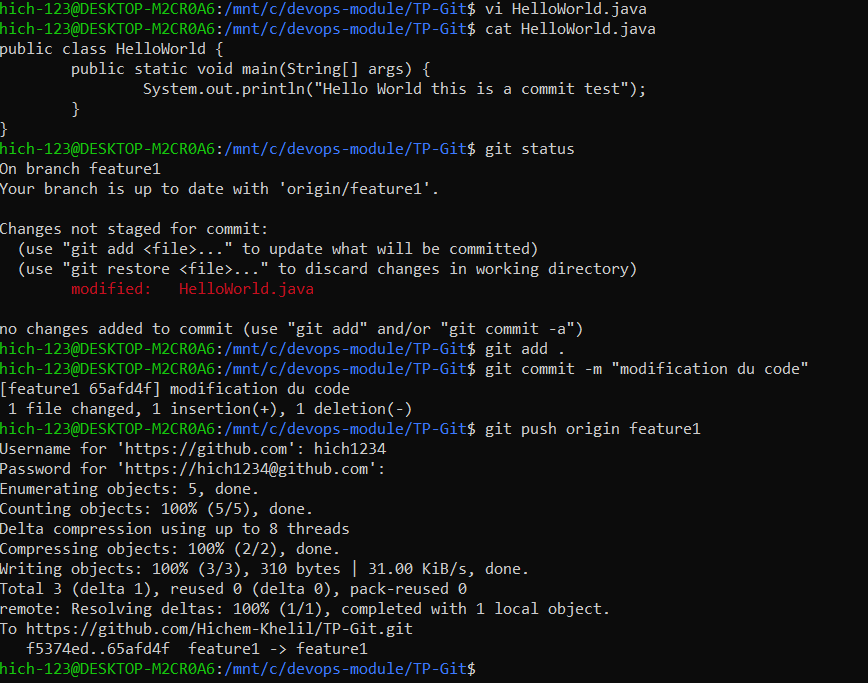 hich-123@DESKTOP-M2CR0A6:/mnt/c/devops-module/TP-Git$ vi HelloWorld.java
hich-123@DESKTOP-M2CR0A6:/mnt/c/devops-module/TP-Git$ cat HelloWorld.java
public class HelloWorld {
        public static void main(String[] args) {
                System.out.println("Hello World this is a commit test");
        }
}
hich-123@DESKTOP-M2CR0A6:/mnt/c/devops-module/TP-Git$ git status
On branch feature1
Your branch is up to date with 'origin/feature1'.

Changes not staged for commit:
  (use "git add <file>..." to update what will be committed)
  (use "git restore <file>..." to discard changes in working directory)
        modified:   HelloWorld.java

no changes added to commit (use "git add" and/or "git commit -a")
hich-123@DESKTOP-M2CR0A6:/mnt/c/devops-module/TP-Git$ git add .
hich-123@DESKTOP-M2CR0A6:/mnt/c/devops-module/TP-Git$ git commit -m "modification du code"
[feature1 65afd4f] modification du code
 1 file changed, 1 insertion(+), 1 deletion(-)
hich-123@DESKTOP-M2CR0A6:/mnt/c/devops-module/TP-Git$ git push origin feature1
Username for 'https://github.com': hich1234
Password for 'https://hich1234@github.com':
Enumerating objects: 5, done.
Counting objects: 100% (5/5), done.
Delta compression using up to 8 threads
Compressing objects: 100% (2/2), done.
Writing objects: 100% (3/3), 310 bytes | 31.00 KiB/s, done.
Total 3 (delta 1), reused 0 (delta 0), pack-reused 0
remote: Resolving deltas: 100% (1/1), completed with 1 local object.
To https://github.com/Hichem-Khelil/TP-Git.git
   f5374ed..65afd4f  feature1 -> feature1
hich-123@DESKTOP-M2CR0A6:/mnt/c/devops-module/TP-Git$